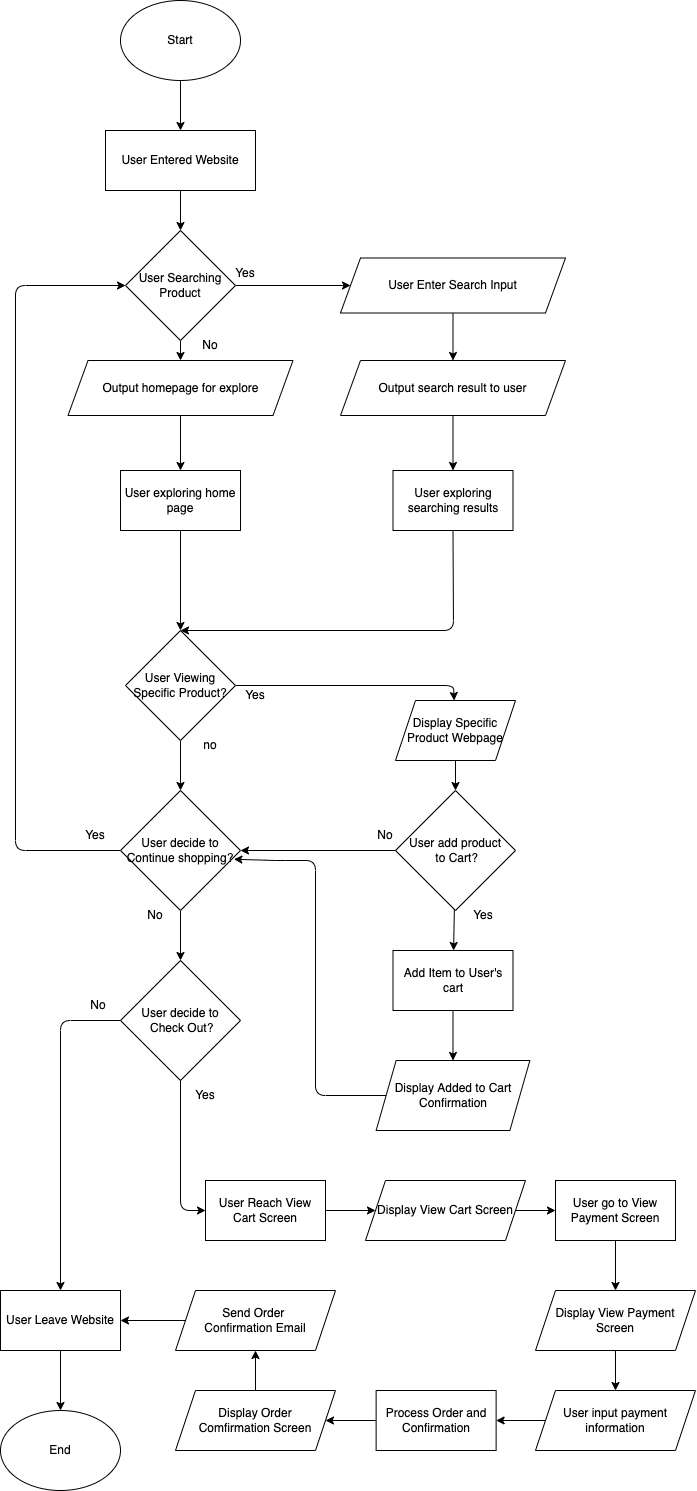 Start
User Entered Website
User Searching
Product
Yes
User Enter Search Input
No
Output homepage for explore
Output search result to user
User exploring home
page
User exploring
searching results
User Viewing
Specific Product?
Yes
Display Specific
Product Webpage
no
Yes
User decide to
Continue shopping?
No
User add product
to Cart?
No
Yes
Add Item to User's
cart
No
User decide to
Check Out?
Display Added to Cart
Confirmation
Yes
User Reach View
Cart Screen
Display View Cart Screen
User go to View
Payment Screen
User Leave Website
Send Order
Confirmation Email
Display View Payment
Screen
End
Display Order
Comfirmation Screen
Process Order and
Confirmation
User input payment
information